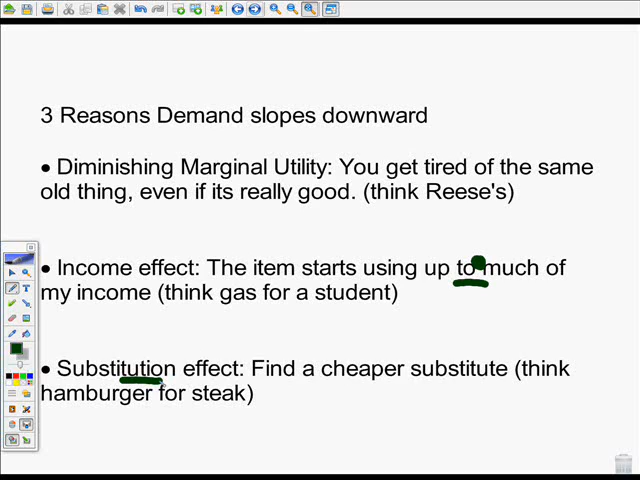 3 Reasons Demand slopes downward
• Diminishing Marginal Utility: You get tired of the same
old thing, even if its really good. (think Reese's)
• Income effect: The item starts using up to much of
my income (think gas for a student)
• Substitution effect: Find a cheaper substitute (think
hamburger for steak)